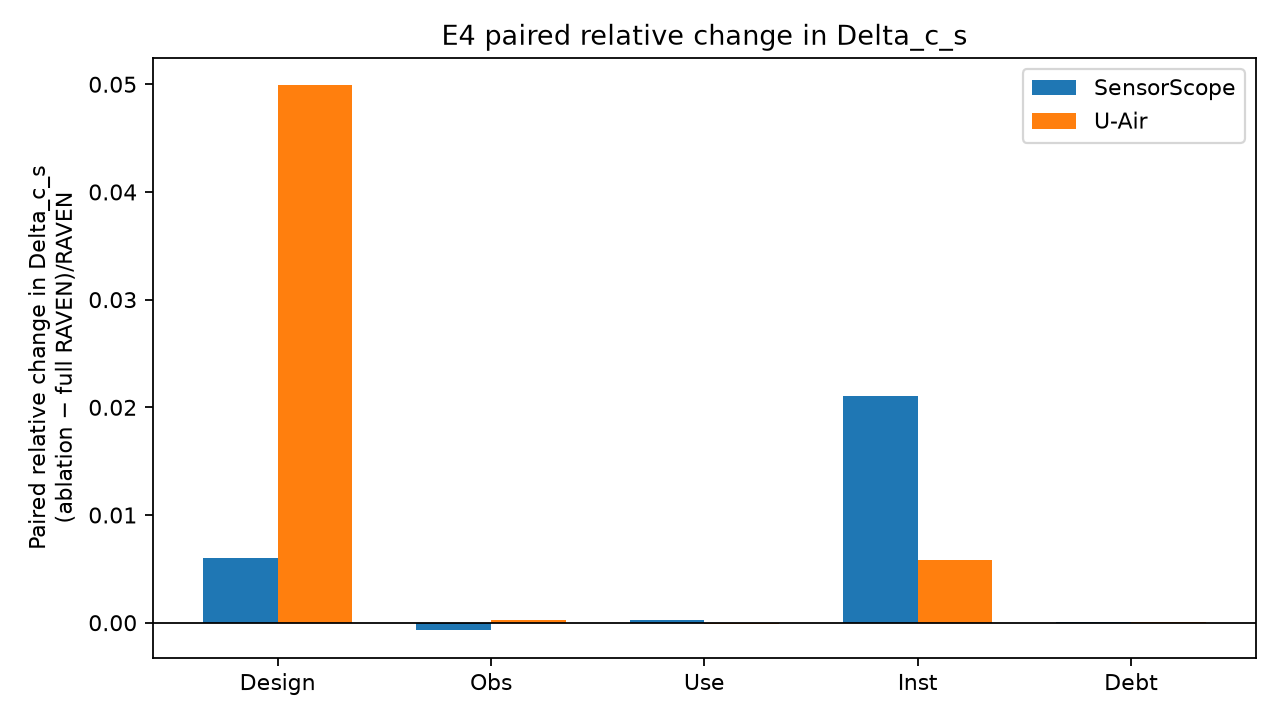 E4 paired relative change in Delta_c_s
SensorScope
U-Air
Paired relative change in Delta_c_s
(ablation − full RAVEN)/RAVEN
0.05
0.04
0.03
0.02
0.01
0.00
Design
Obs
Use
Inst
Debt